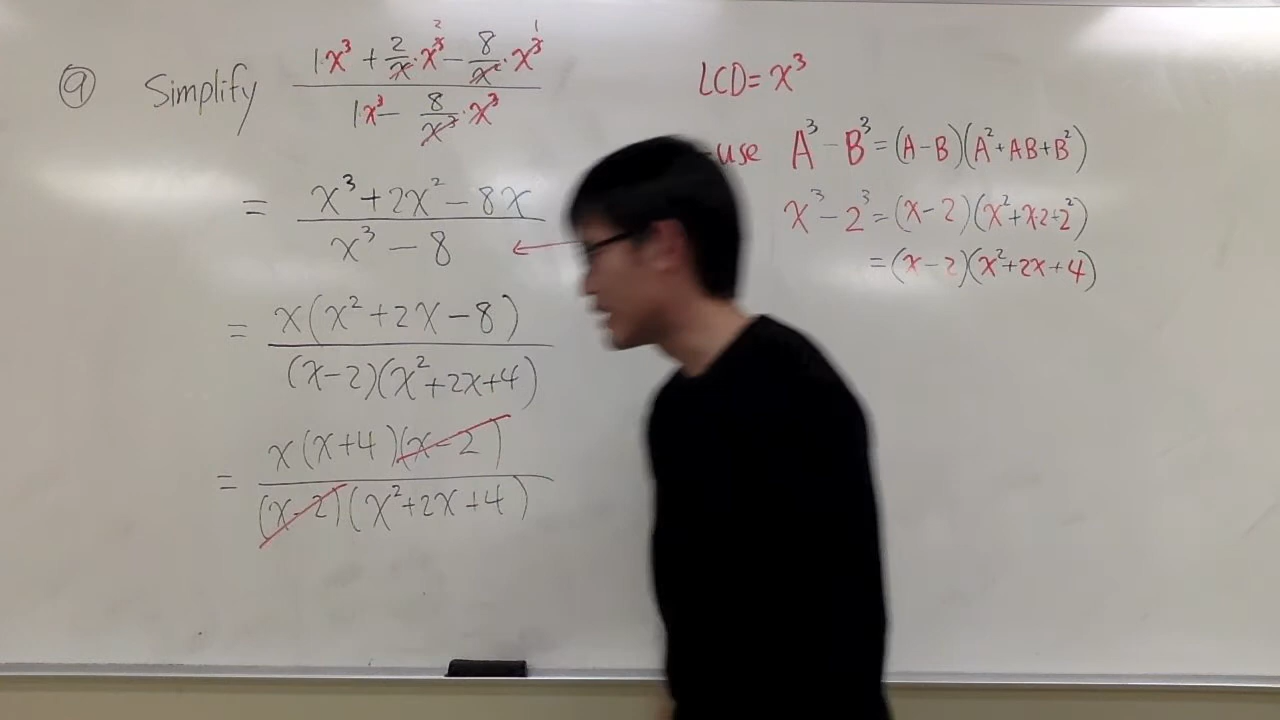 ⑨ Simplify
1·x³ + 2/x · x³ ² − 8/x² · x³ ¹
1·x³ − 8/x³ · x³
= x³ + 2x² − 8x
x³ − 8
= x(x² + 2x − 8)
(x−2)(x²+2x+4)
= x(x+4)(x−2)
(x−2)(x²+2x+4)
LCD = x³
use A³ − B³ = (A−B)(A²+AB+B²)
x³ − 2³ = (x−2)(x²+x·2+2²)
= (x−2)(x²+2x+4)